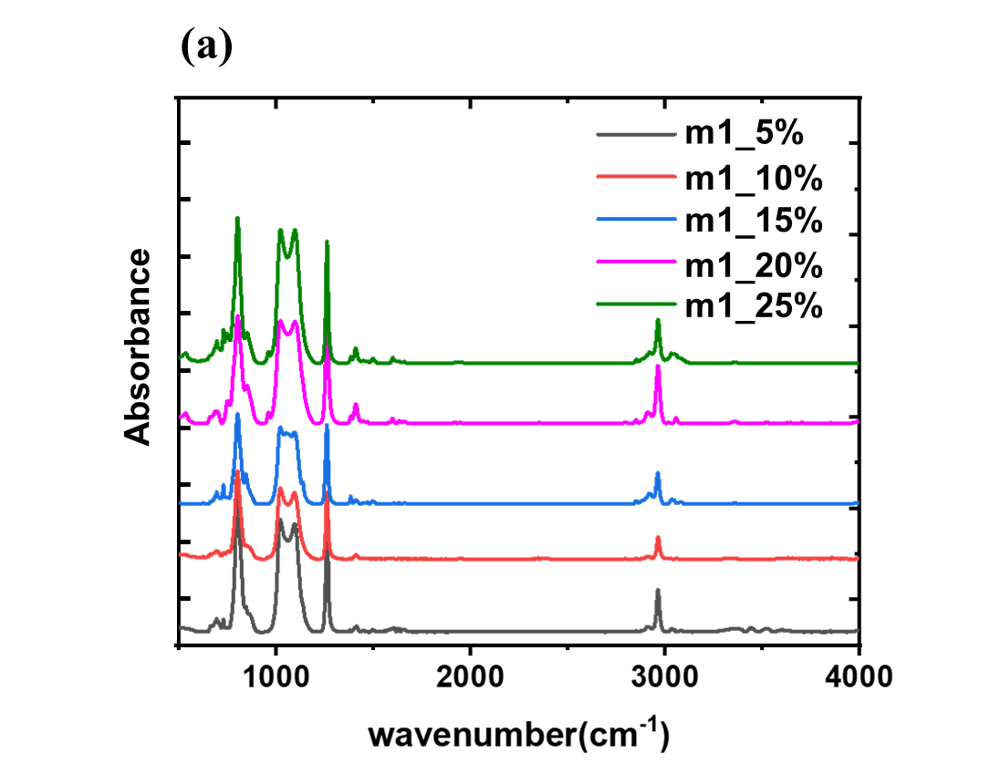 (a)
m1_5%
m1_10%
m1_15%
m1_20%
m1_25%
Absorbance
1000 2000 3000 4000
wavenumber(cm⁻¹)